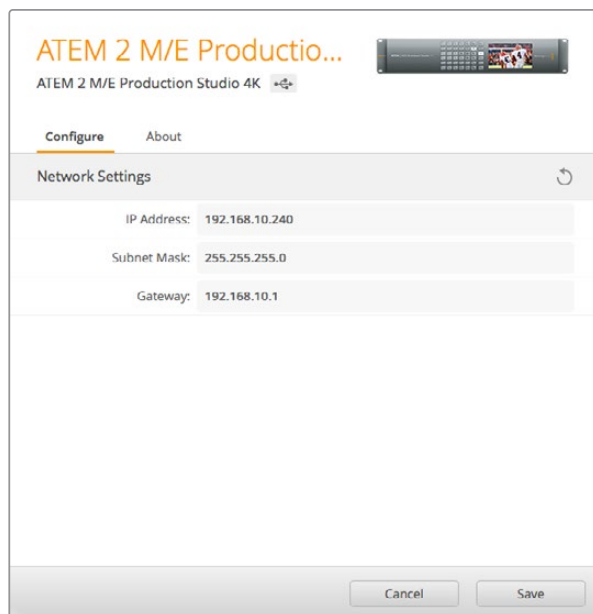 ATEM 2 M/E Productio...
ATEM 2 M/E Production Studio 4K
Configure About
Network Settings
IP Address: 192.168.10.240
Subnet Mask: 255.255.255.0
Gateway: 192.168.10.1
Cancel Save